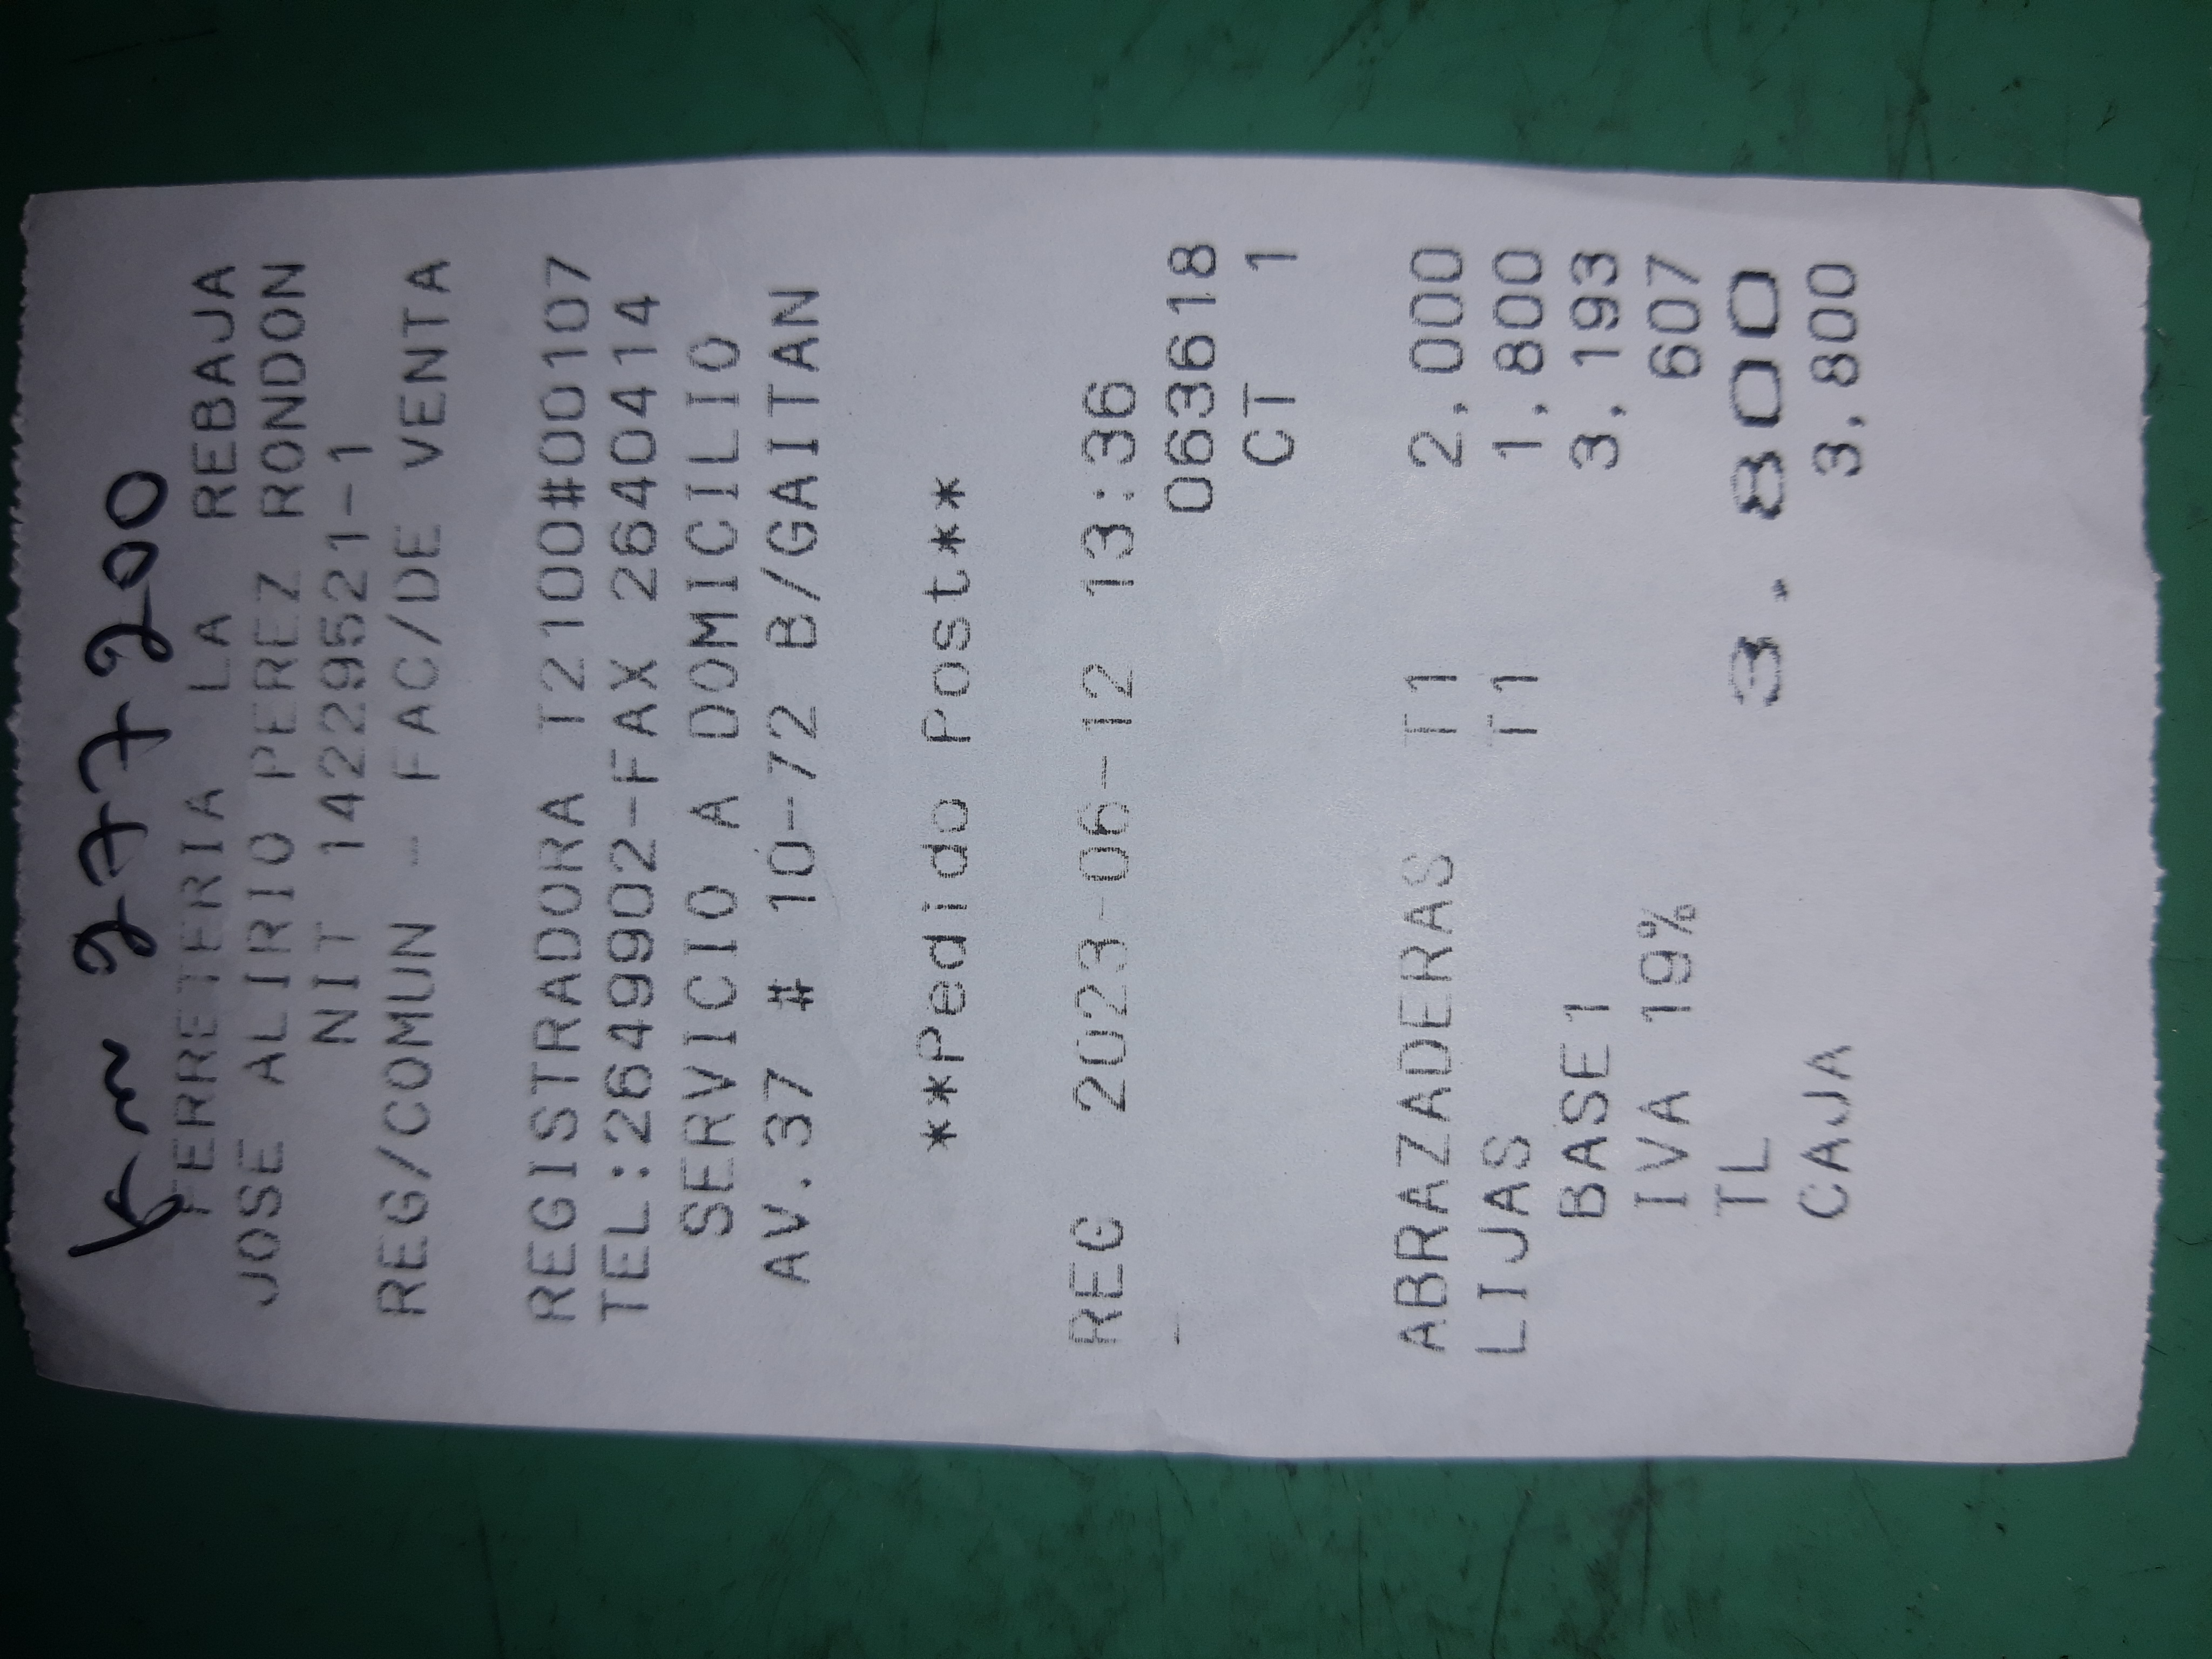 Km 277200
FERRETERIA LA REBAJA
JOSE ALIRIO PEREZ RONDON
NIT 14229521-1
REG/COMUN - FAC/DE VENTA
REGISTRADORA T2100#00107
TEL:2649902-FAX 2640414
SERVICIO A DOMICILIO
AV.37 # 10-72 B/GAITAN
**Pedido Post**
REG 2023-06-12 13:36
063618
CT 1
ABRAZADERAS T1 2.000
LIJAS T1 1.800
BASE1 3.193
IVA 19% 607
TL 3.800
CAJA 3.800